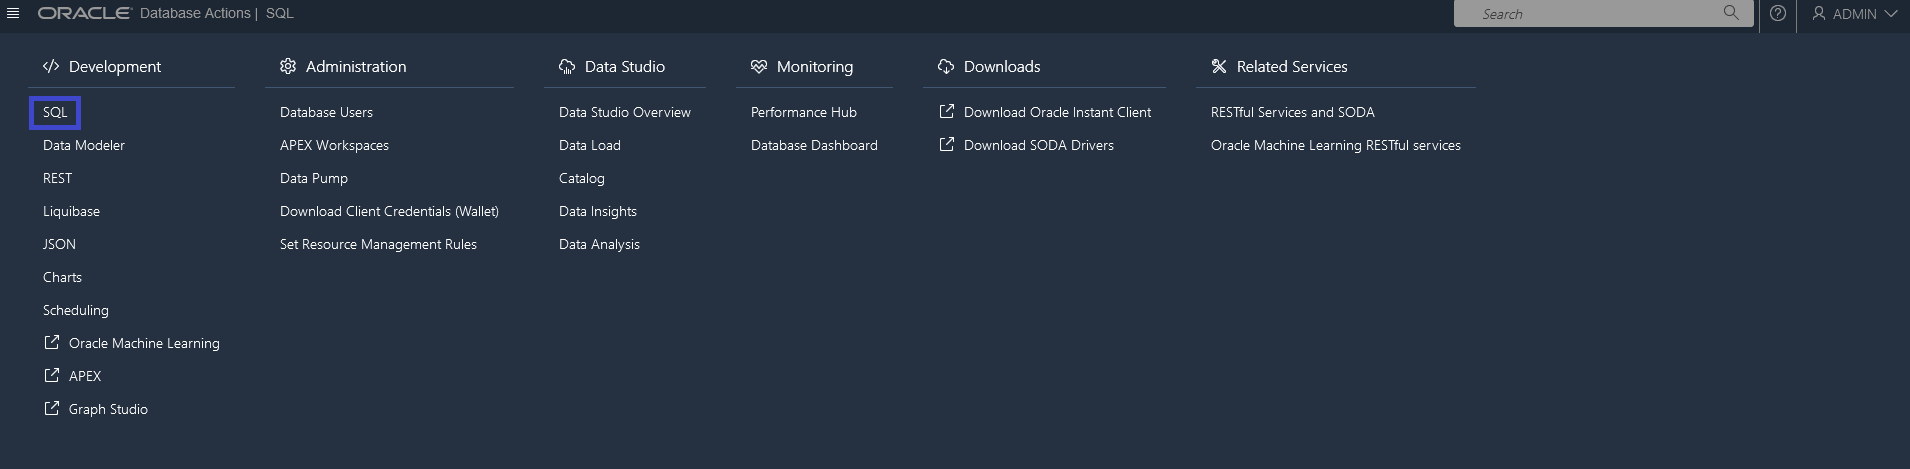 ORACLE Database Actions | SQL
Search
ADMIN
Development
SQL
Data Modeler
REST
Liquibase
JSON
Charts
Scheduling
Oracle Machine Learning
APEX
Graph Studio
Administration
Database Users
APEX Workspaces
Data Pump
Download Client Credentials (Wallet)
Set Resource Management Rules
Data Studio
Data Studio Overview
Data Load
Catalog
Data Insights
Data Analysis
Monitoring
Performance Hub
Database Dashboard
Downloads
Download Oracle Instant Client
Download SODA Drivers
Related Services
RESTful Services and SODA
Oracle Machine Learning RESTful services